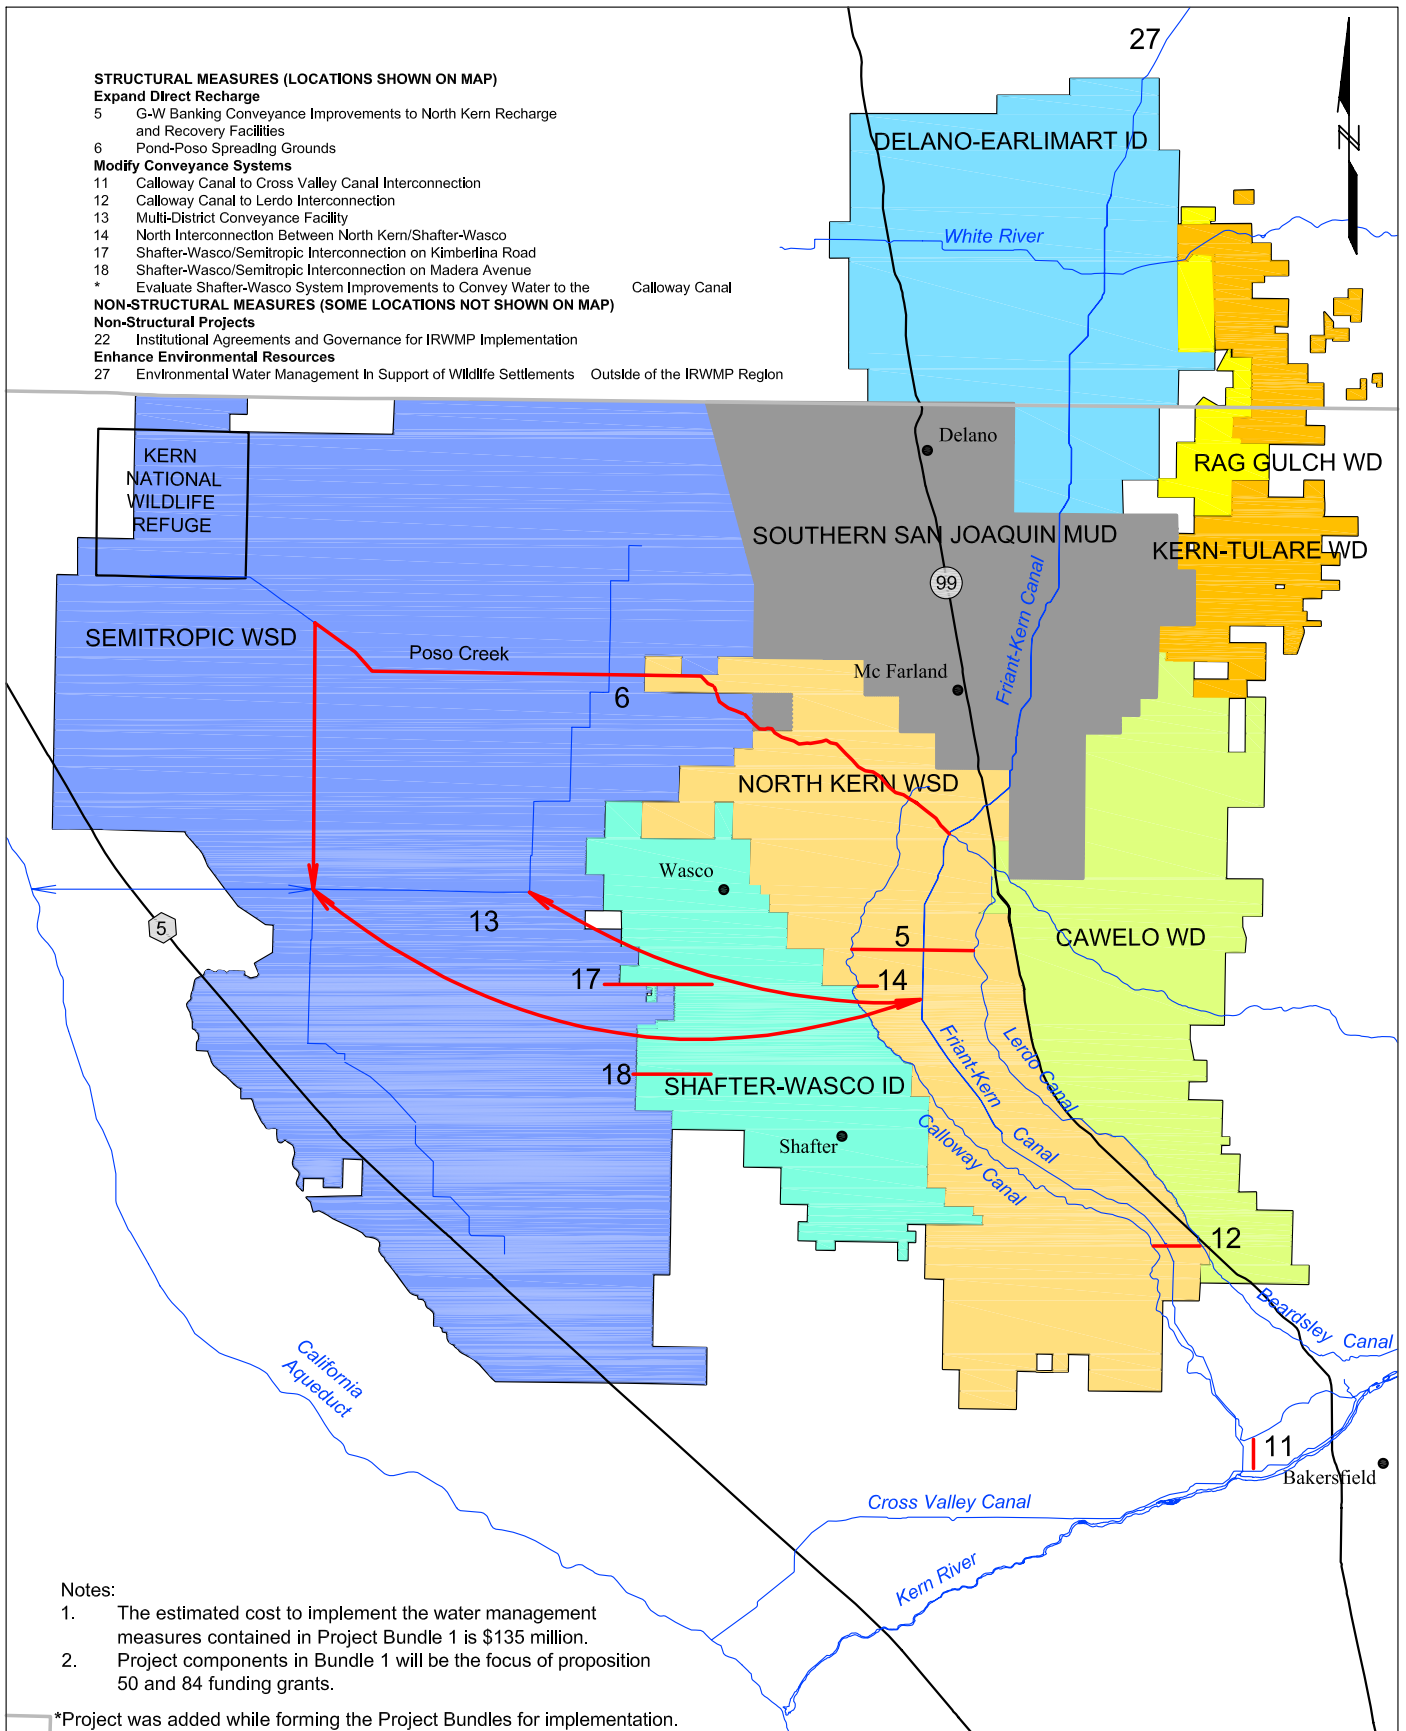 STRUCTURAL MEASURES (LOCATIONS SHOWN ON MAP)
Expand Direct Recharge
5 G-W Banking Conveyance Improvements to North Kern Recharge
and Recovery Facilities
6 Pond-Poso Spreading Grounds
Modify Conveyance Systems
11 Calloway Canal to Cross Valley Canal Interconnection
12 Calloway Canal to Lerdo Interconnection
13 Multi-District Conveyance Facility
14 North Interconnection Between North Kern/Shafter-Wasco
17 Shafter-Wasco/Semitropic Interconnection on Kimberlina Road
18 Shafter-Wasco/Semitropic Interconnection on Madera Avenue
* Evaluate Shafter-Wasco System Improvements to Convey Water to the Calloway Canal
NON-STRUCTURAL MEASURES (SOME LOCATIONS NOT SHOWN ON MAP)
Non-Structural Projects
22 Institutional Agreements and Governance for IRWMP Implementation
Enhance Environmental Resources
27 Environmental Water Management In Support of Wildlife Settlements Outside of the IRWMP Region
27
N
DELANO-EARLIMART ID
White River
Delano
KERN
NATIONAL
WILDLIFE
REFUGE
RAG GULCH WD
SOUTHERN SAN JOAQUIN MUD
KERN-TULARE WD
99
Friant-Kern Canal
SEMITROPIC WSD
Poso Creek
Mc Farland
6
NORTH KERN WSD
Wasco
13
5
5
CAWELO WD
17
14
Friant-Kern
Canal
Lerdo Canal
18
SHAFTER-WASCO ID
Calloway Canal
Shafter
12
Beardsley Canal
California
Aqueduct
11
Bakersfield
Cross Valley Canal
Kern River
Notes:
1. The estimated cost to implement the water management
measures contained in Project Bundle 1 is $135 million.
2. Project components in Bundle 1 will be the focus of proposition
50 and 84 funding grants.
*Project was added while forming the Project Bundles for implementation.